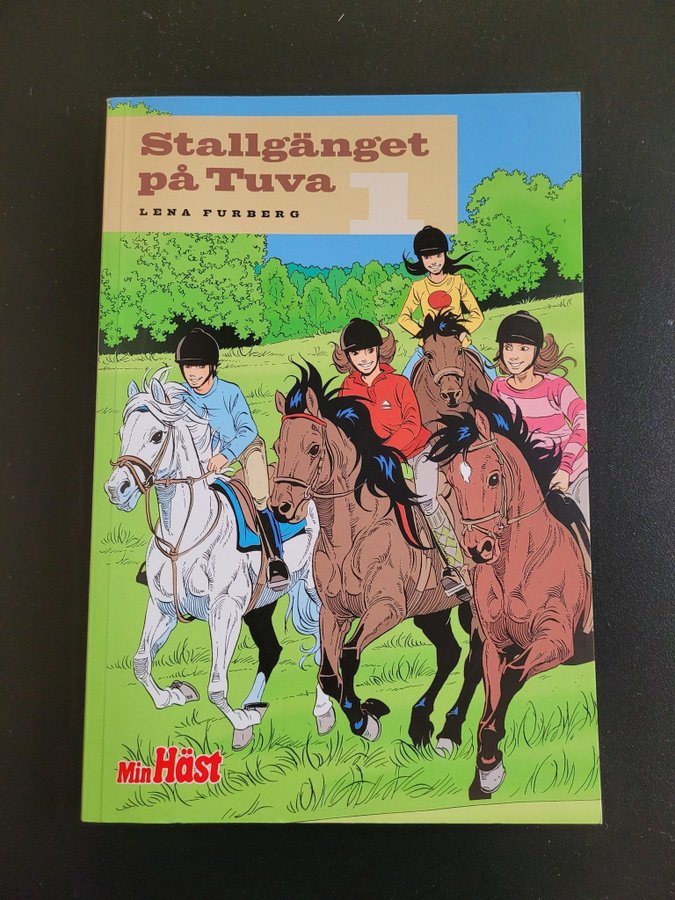 Stallgänget
på Tuva 1
LENA FURBERG
Min Häst